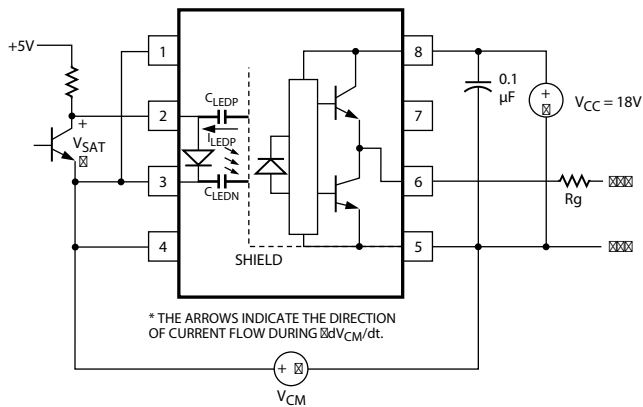 +5V
1
8
0.1
µF
VCC = 18V
+
CLEDP
2
7
+
VSAT
ILEDP
3
6
CLEDN
Rg
4
5
SHIELD
* THE ARROWS INDICATE THE DIRECTION
OF CURRENT FLOW DURING dVCM/dt.
+
VCM